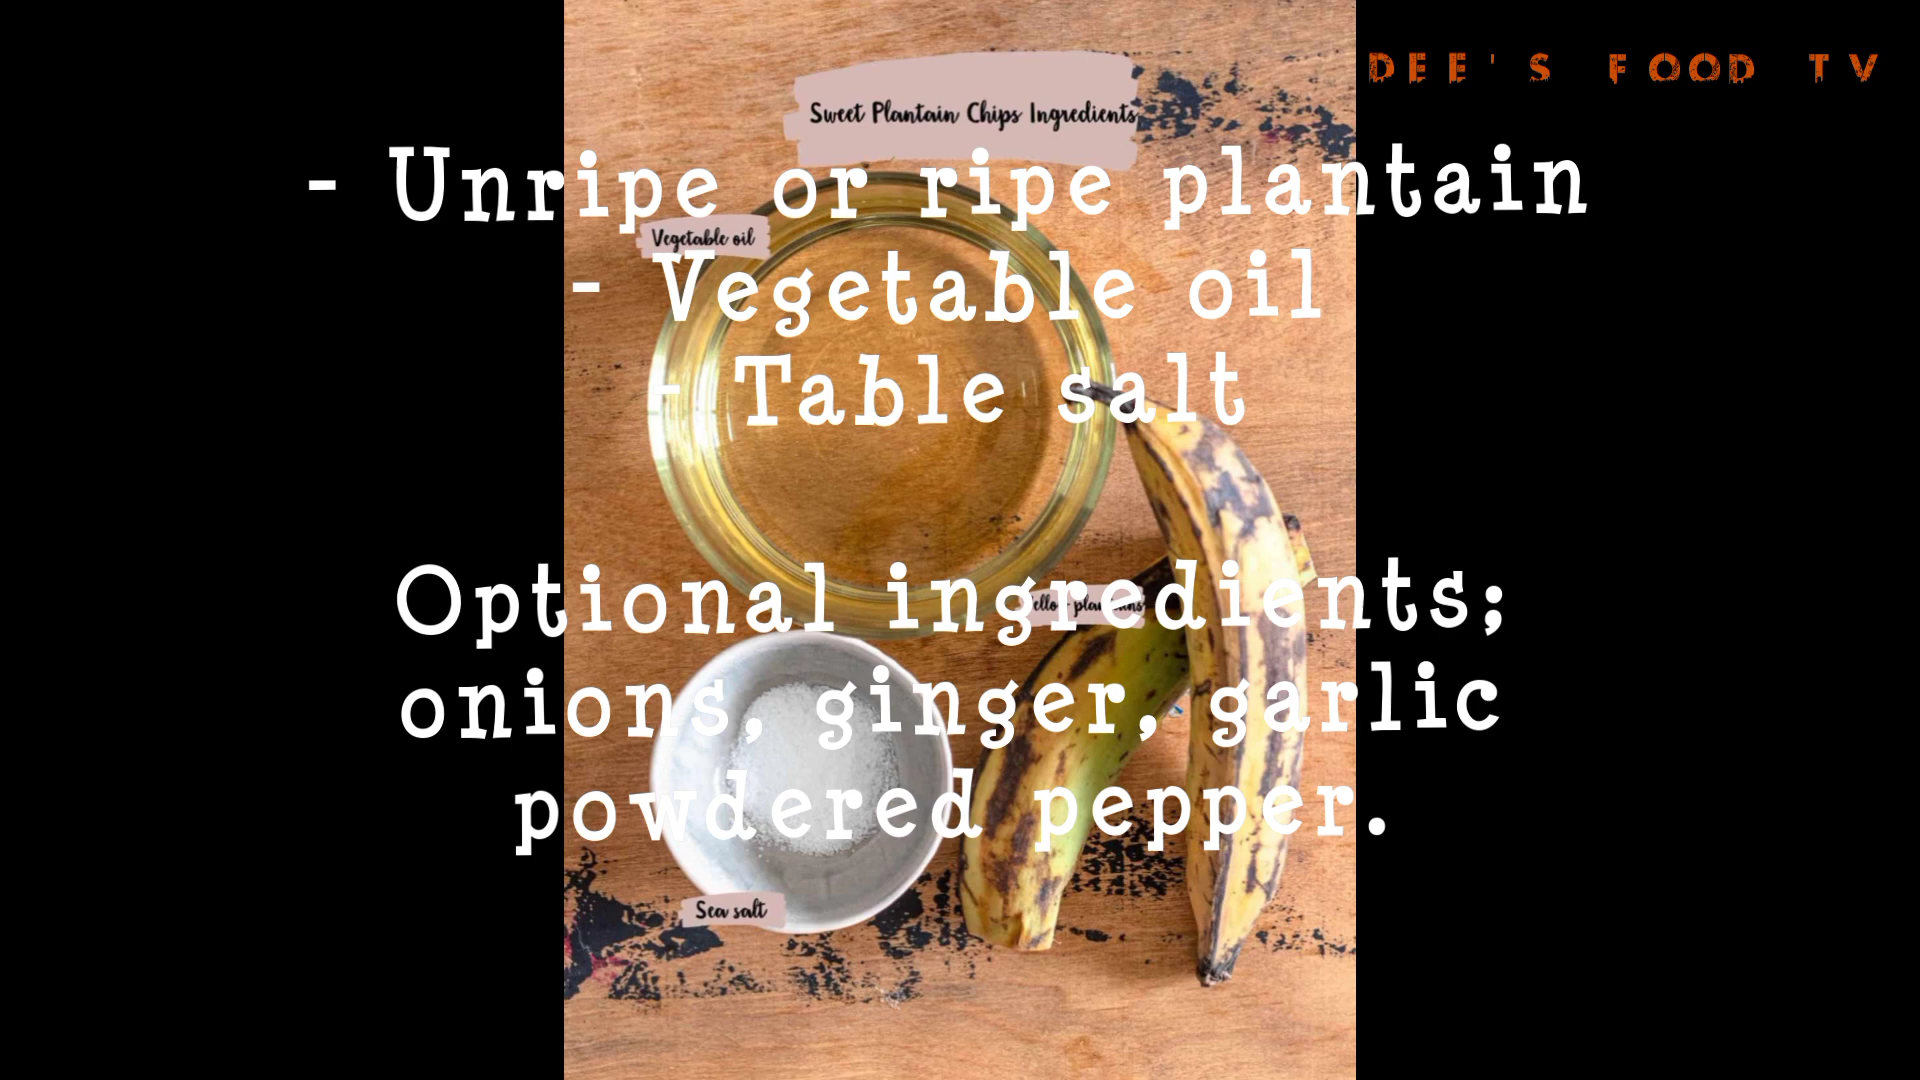 DEE'S FOOD TV
Sweet Plantain Chips Ingredients
- Unripe or ripe plantain
Vegetable oil
- Vegetable oil
- Table salt
Optional ingredients;
onions, ginger, garlic
powdered pepper.
Sea salt